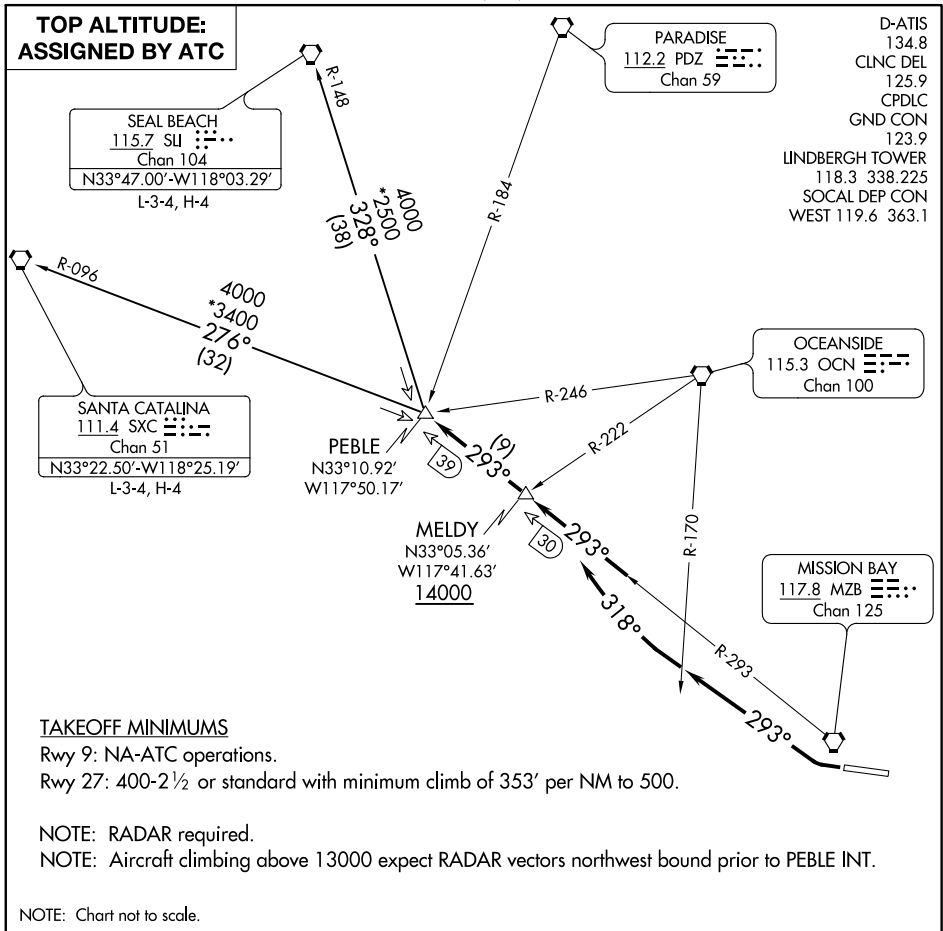 TOP ALTITUDE:
ASSIGNED BY ATC
PARADISE
112.2 PDZ
Chan 59
D-ATIS
134.8
CLNC DEL
125.9
CPDLC
GND CON
123.9
LINDBERGH TOWER
118.3 338.225
SOCAL DEP CON
WEST 119.6 363.1
SEAL BEACH
115.7 SLI
Chan 104
N33°47.00'-W118°03.29'
L-3-4, H-4
R-148
4000
*2500
328°
(38)
R-184
R-096
4000
*3400
276°
(32)
SANTA CATALINA
111.4 SXC
Chan 51
N33°22.50'-W118°25.19'
L-3-4, H-4
OCEANSIDE
115.3 OCN
Chan 100
R-246
R-222
R-170
PEBLE
N33°10.92'
W117°50.17'
(9)
293°
39
MELDY
N33°05.36'
W117°41.63'
14000
30
293°
318°
R-293
293°
MISSION BAY
117.8 MZB
Chan 125
TAKEOFF MINIMUMS
Rwy 9: NA-ATC operations.
Rwy 27: 400-2½ or standard with minimum climb of 353' per NM to 500.
NOTE: RADAR required.
NOTE: Aircraft climbing above 13000 expect RADAR vectors northwest bound prior to PEBLE INT.
NOTE: Chart not to scale.